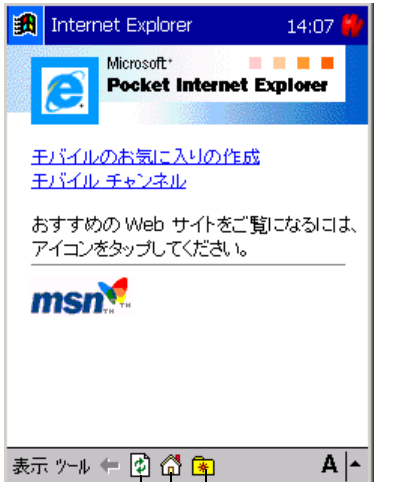 Internet Explorer 14:07
Microsoft
Pocket Internet Explorer
モバイルのお気に入りの作成
モバイル チャンネル
おすすめの Web サイトをご覧になるには、
アイコンをタップしてください。
msn TM TM
表示 ツール A